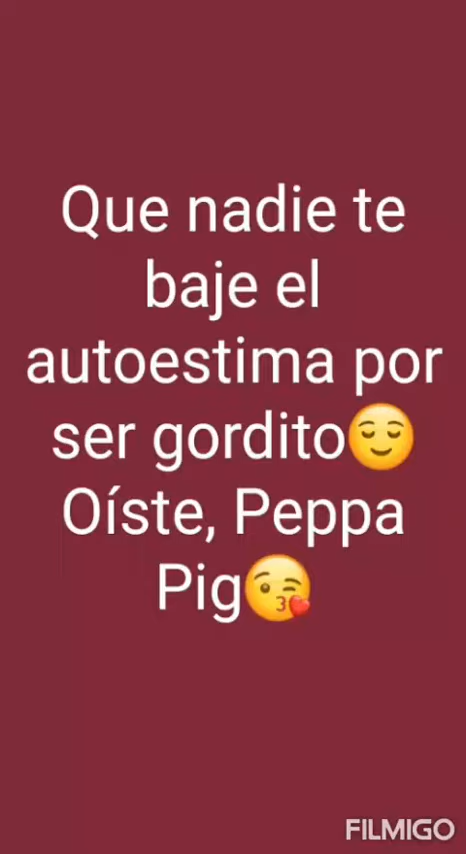 Que nadie te
baje el
autoestima por
ser gordito😌
Oíste, Peppa
Pig😘
FILMIGO